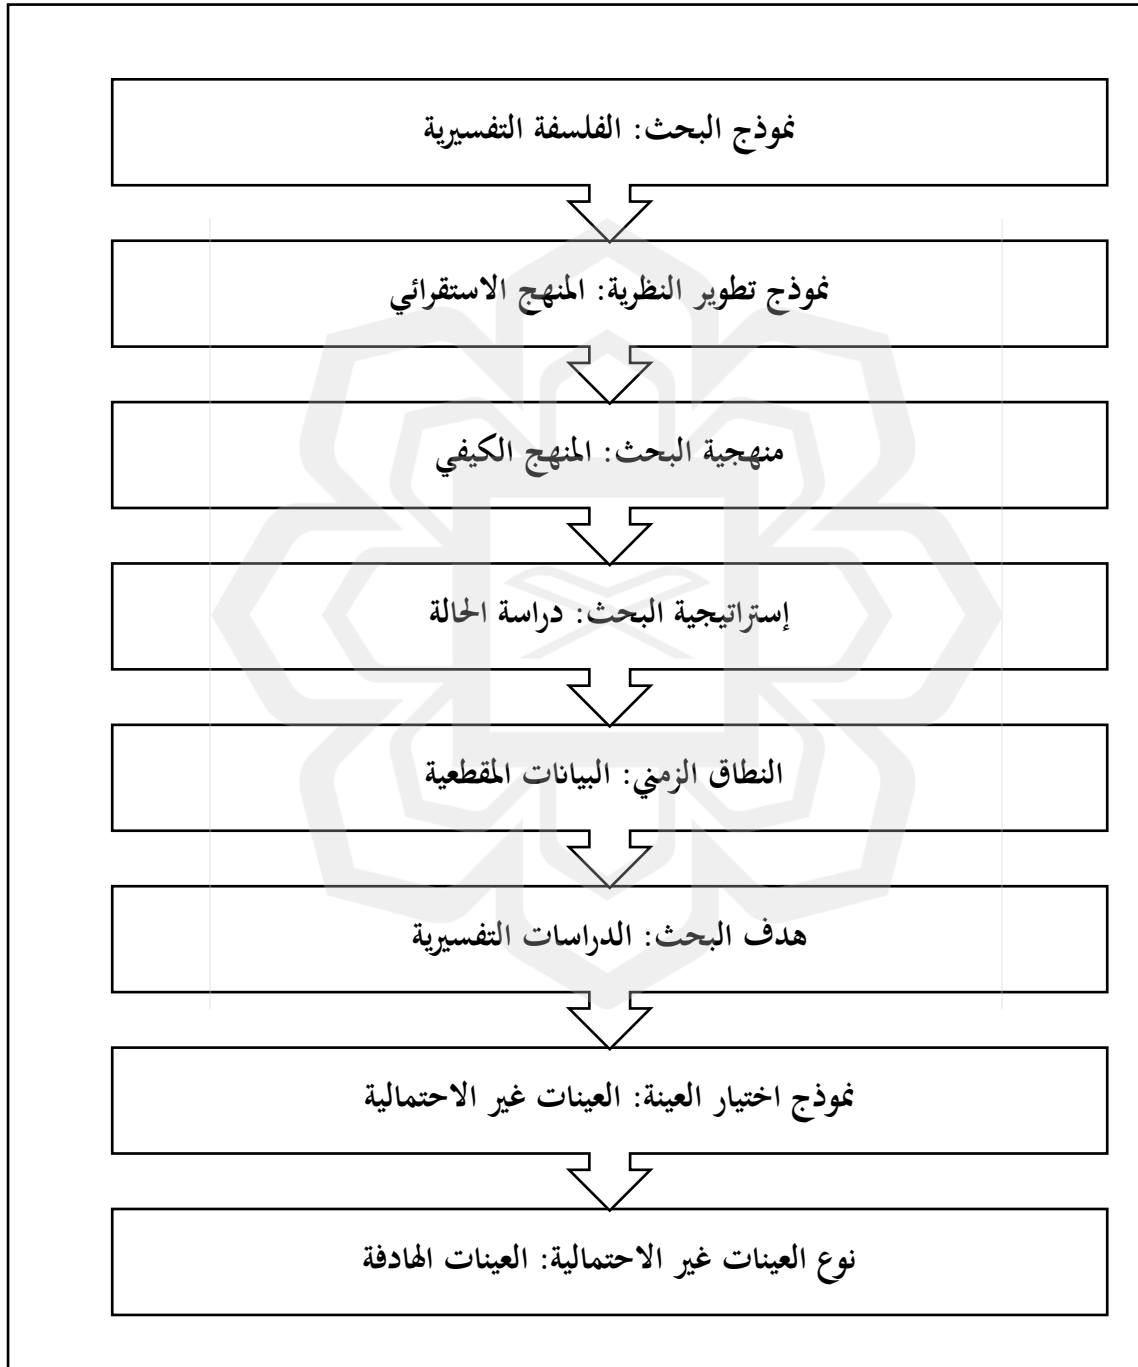 نموذج البحث: الفلسفة التفسيرية
نموذج تطوير النظرية: المنهج الاستقرائي
منهجية البحث: المنهج الكيفي
إستراتيجية البحث: دراسة الحالة
النطاق الزمني: البيانات المقطعية
هدف البحث: الدراسات التفسيرية
نموذج اختيار العينة: العينات غير الاحتمالية
نوع العينات غير الاحتمالية: العينات الهادفة